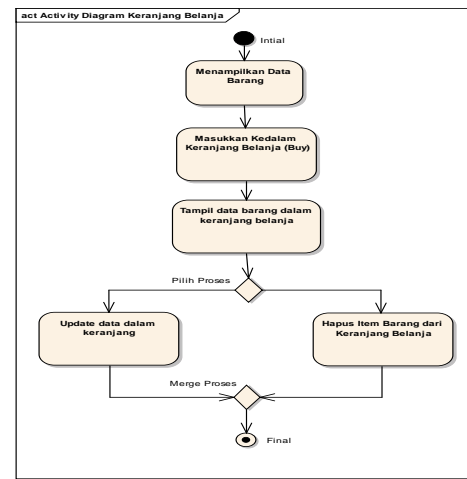 act Activity Diagram Keranjang Belanja
Intial
Menampilkan Data
Barang
Masukkan Kedalam
Keranjang Belanja (Buy)
Tampil data barang dalam
keranjang belanja
Pilih Proses
Update data dalam
keranjang
Hapus Item Barang dari
Keranjang Belanja
Merge Proses
Final